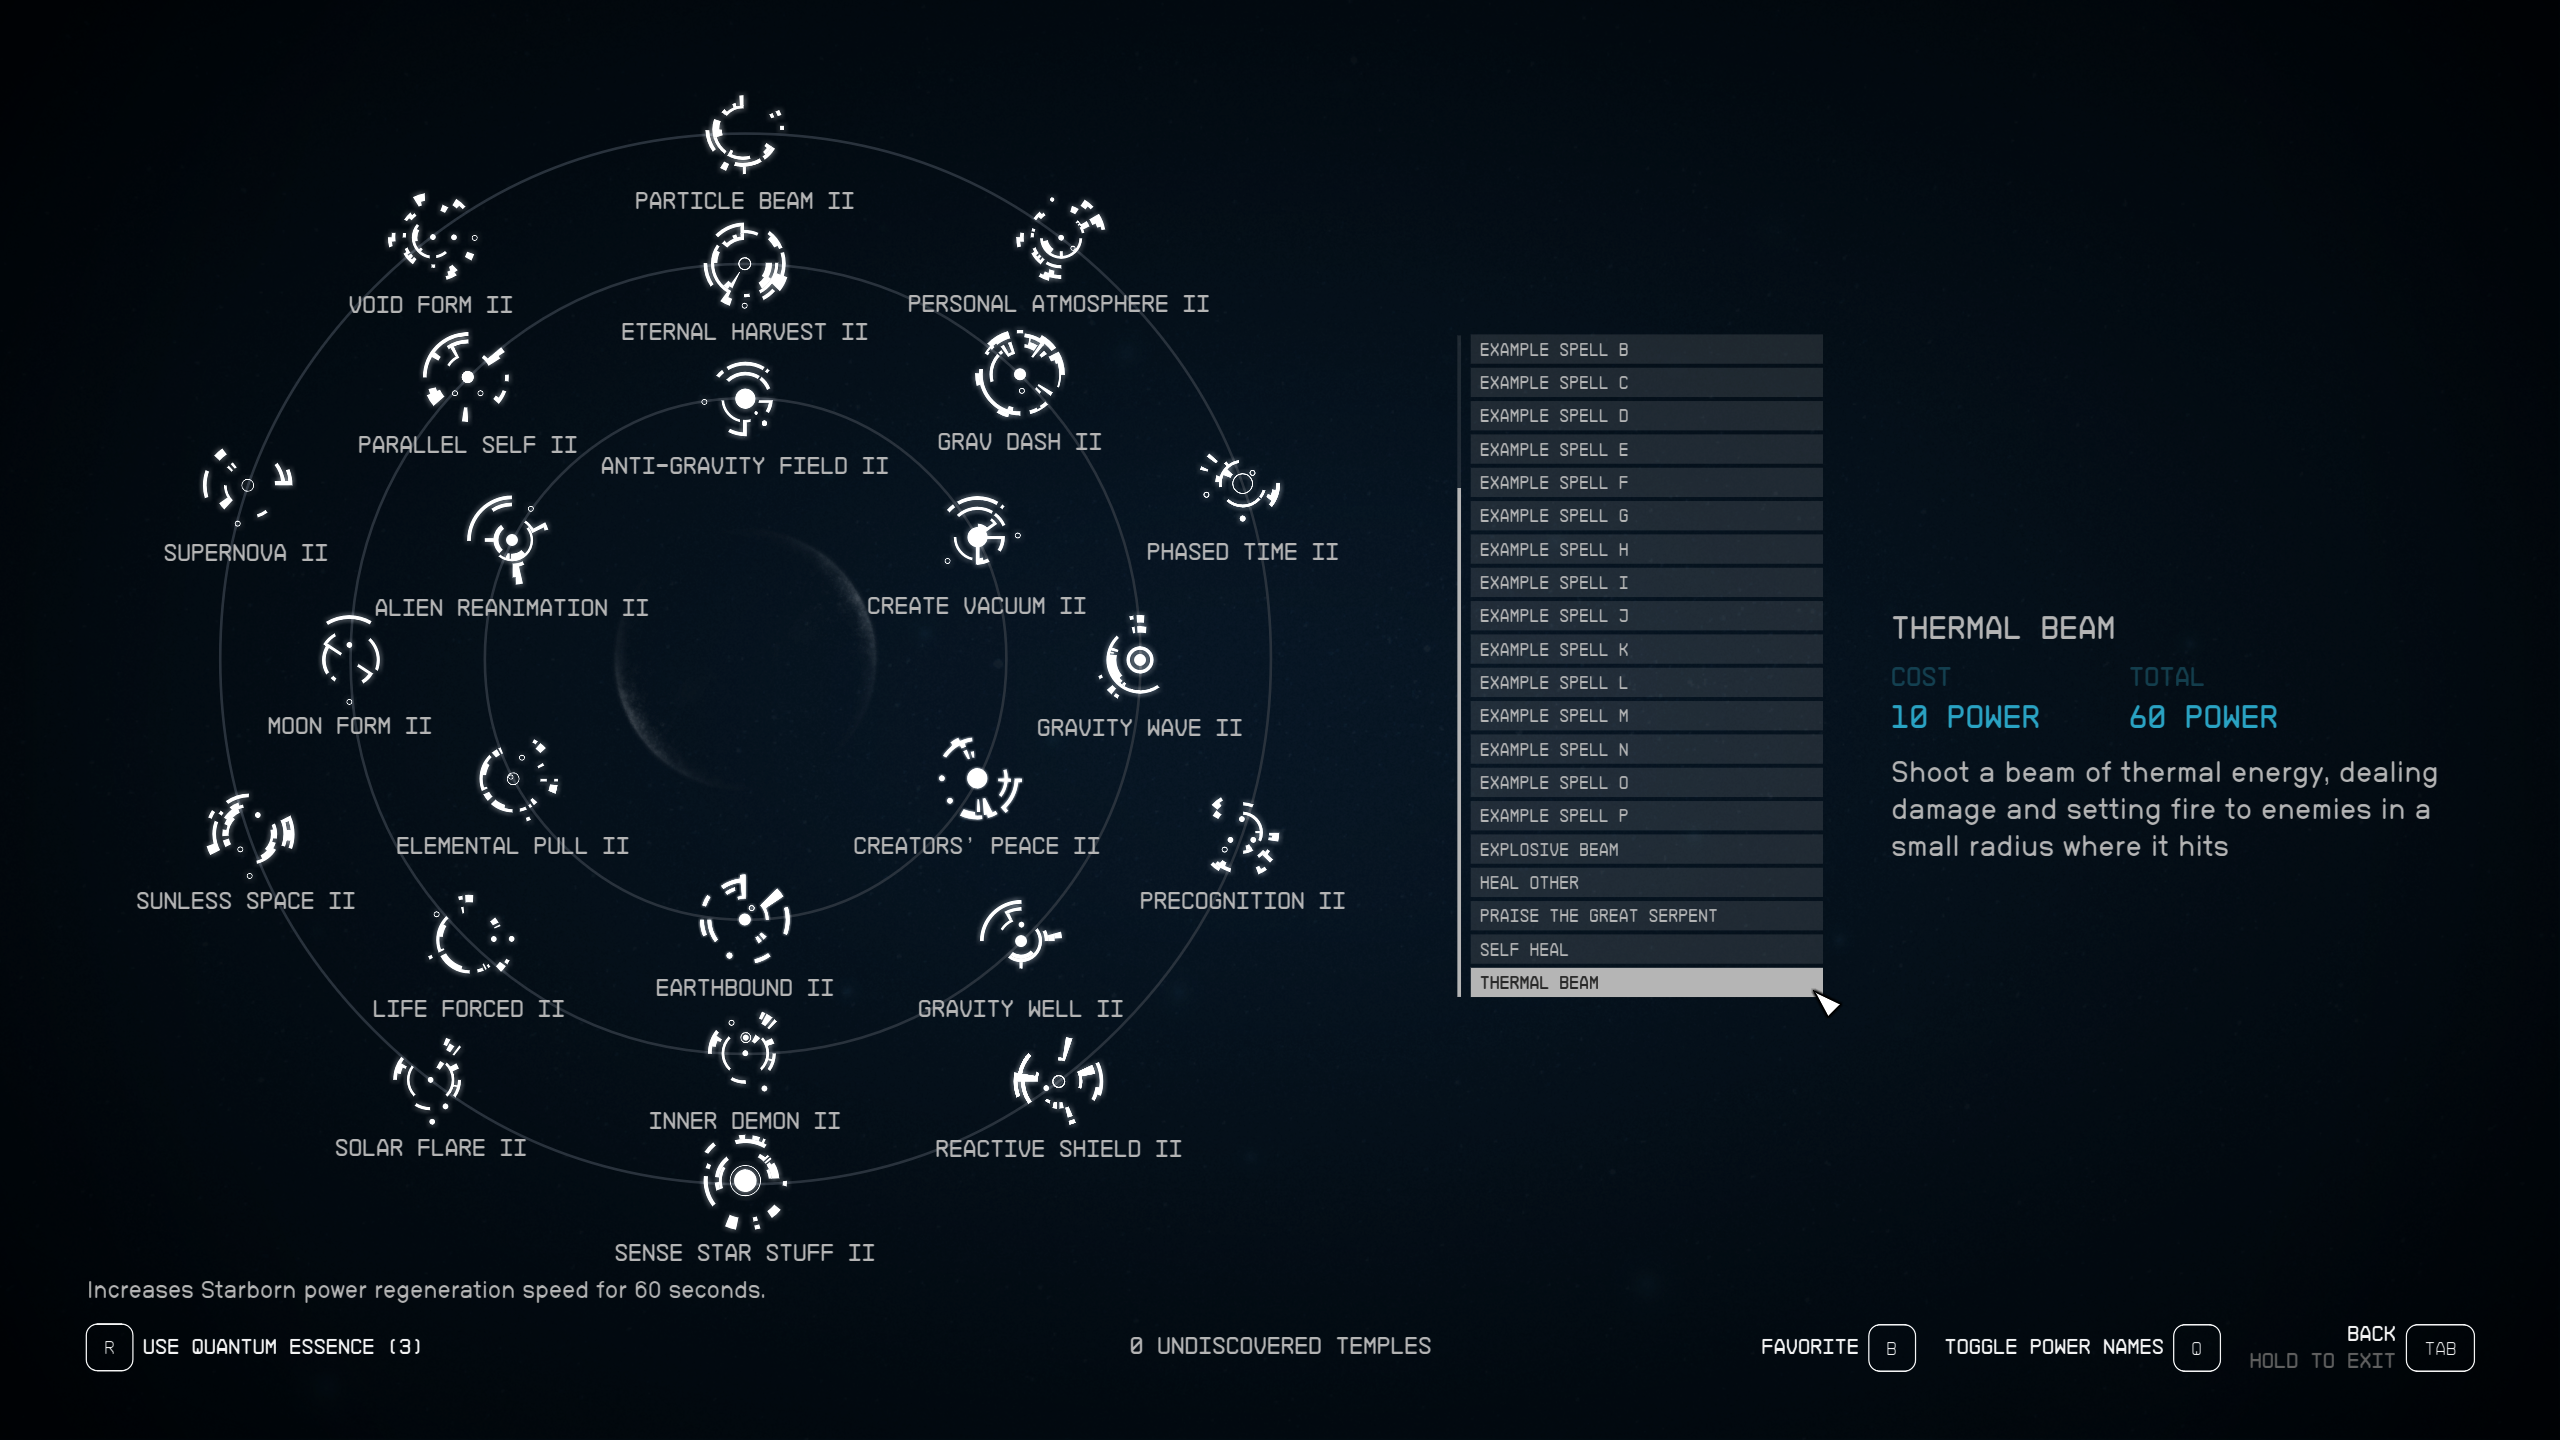 PARTICLE BEAM II
VOID FORM II
PERSONAL ATMOSPHERE II
ETERNAL HARVEST II
PARALLEL SELF II
GRAV DASH II
ANTI-GRAVITY FIELD II
SUPERNOVA II
PHASED TIME II
ALIEN REANIMATION II
CREATE VACUUM II
MOON FORM II
GRAVITY WAVE II
ELEMENTAL PULL II
CREATORS' PEACE II
SUNLESS SPACE II
PRECOGNITION II
EARTHBOUND II
LIFE FORCED II
GRAVITY WELL II
INNER DEMON II
SOLAR FLARE II
REACTIVE SHIELD II
SENSE STAR STUFF II
EXAMPLE SPELL B
EXAMPLE SPELL C
EXAMPLE SPELL D
EXAMPLE SPELL E
EXAMPLE SPELL F
EXAMPLE SPELL G
EXAMPLE SPELL H
EXAMPLE SPELL I
EXAMPLE SPELL J
EXAMPLE SPELL K
EXAMPLE SPELL L
EXAMPLE SPELL M
EXAMPLE SPELL N
EXAMPLE SPELL O
EXAMPLE SPELL P
EXPLOSIVE BEAM
HEAL OTHER
PRAISE THE GREAT SERPENT
SELF HEAL
THERMAL BEAM
THERMAL BEAM
COST TOTAL
10 POWER 60 POWER
Shoot a beam of thermal energy, dealing
damage and setting fire to enemies in a
small radius where it hits
Increases Starborn power regeneration speed for 60 seconds.
R USE QUANTUM ESSENCE (3)
0 UNDISCOVERED TEMPLES
FAVORITE B
TOGGLE POWER NAMES Q
BACK TAB
HOLD TO EXIT